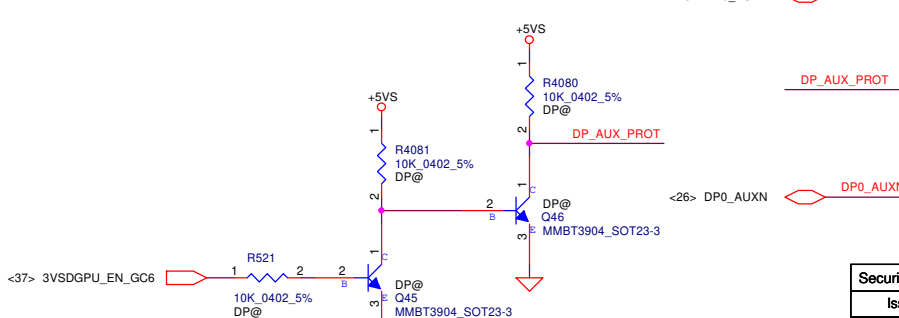 +5VS
1
R4080
10K_0402_5%
DP@
2
DP_AUX_PROT
DP_AUX_PROT
+5VS
1
R4081
10K_0402_5%
DP@
2
1
C
2
B
DP@
Q46
MMBT3904_SOT23-3
3
E
<26> DP0_AUXN
DP0_AUXN
<37> 3VSDGPU_EN_GC6
1
R521
2
10K_0402_5%
DP@
2
B
1
C
DP@
Q45
MMBT3904_SOT23-3
3
E
Securi
Iss